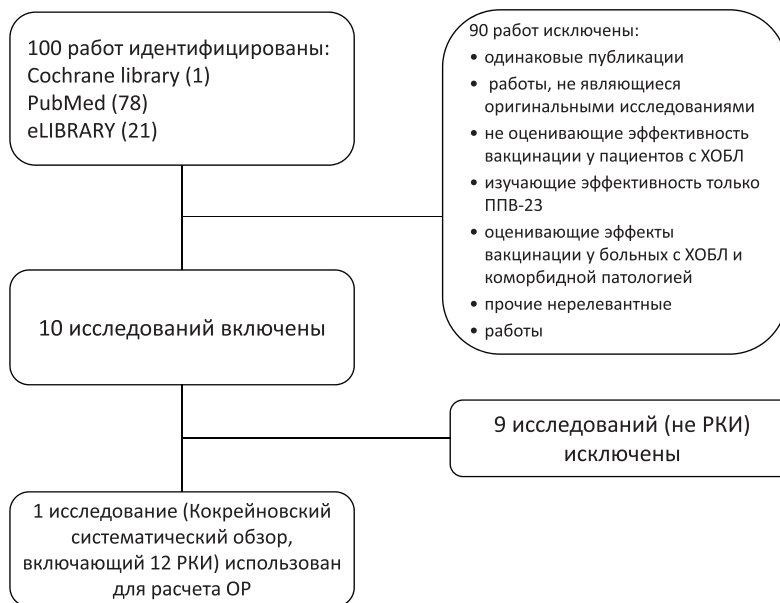 100 работ идентифицированы:
Cochrane library (1)
PubMed (78)
eLIBRARY (21)
90 работ исключены:
• одинаковые публикации
• работы, не являющиеся
оригинальными исследованиями
• не оценивающие эффективность
вакцинации у пациентов с ХОБЛ
• изучающие эффективность только
ППВ-23
• оценивающие эффекты
вакцинации у больных с ХОБЛ и
коморбидной патологией
• прочие нерелевантные
• работы
10 исследований включены
9 исследований (не РКИ)
исключены
1 исследование (Кокрейновский
систематический обзор,
включающий 12 РКИ) использован
для расчета ОР